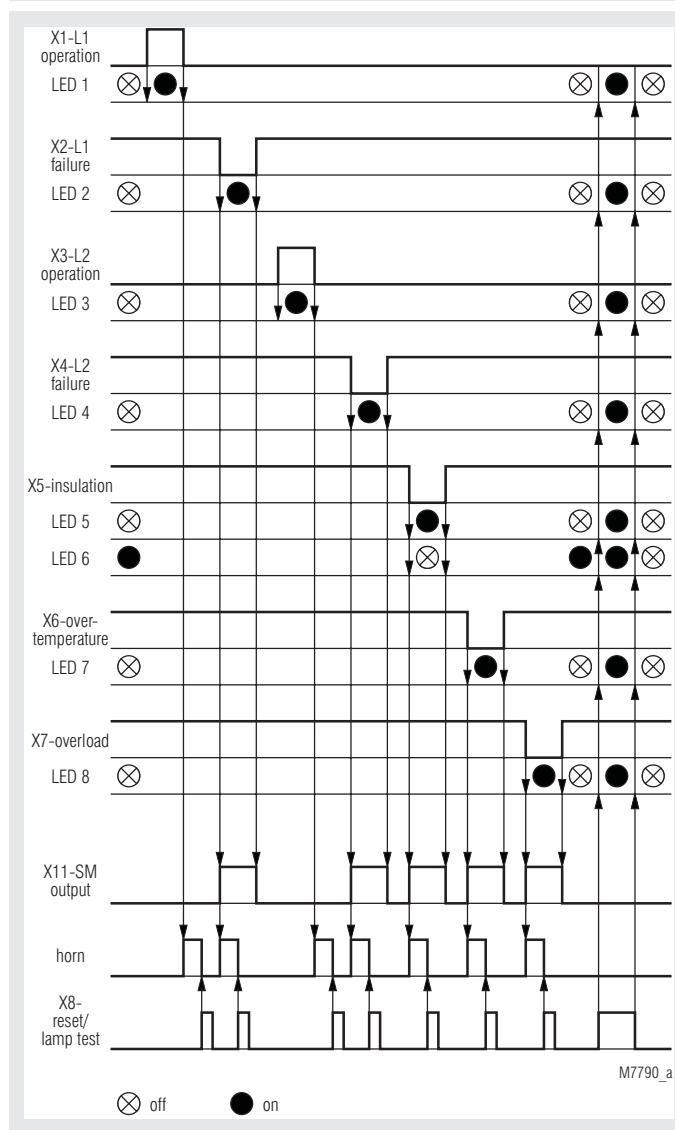 X1-L1
operation
LED 1
X2-L1
failure
LED 2
X3-L2
operation
LED 3
X4-L2
failure
LED 4
X5-insulation
LED 5
LED 6
X6-over-
temperature
LED 7
X7-overload
LED 8
X11-SM
output
horn
X8-
reset/
lamp test
M7790_a
off on